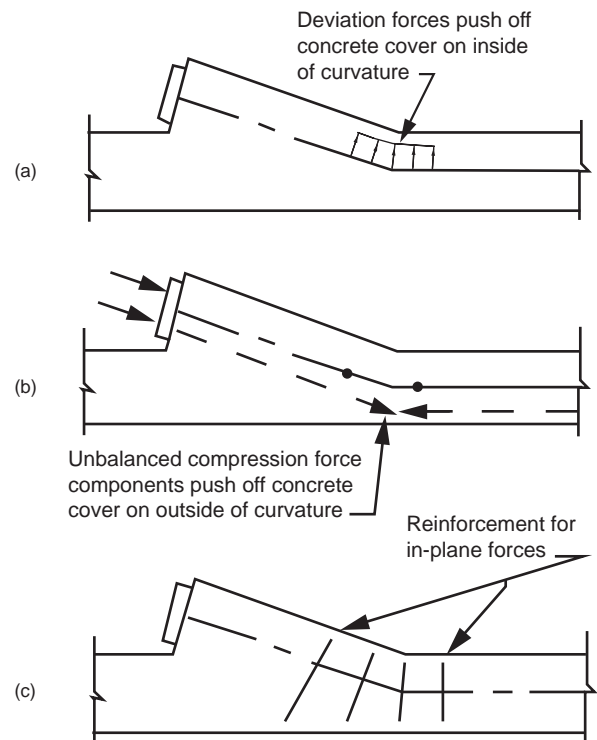 Deviation forces push off
concrete cover on inside
of curvature
(a)
(b)
Unbalanced compression force
components push off concrete
cover on outside of curvature
Reinforcement for
in-plane forces
(c)